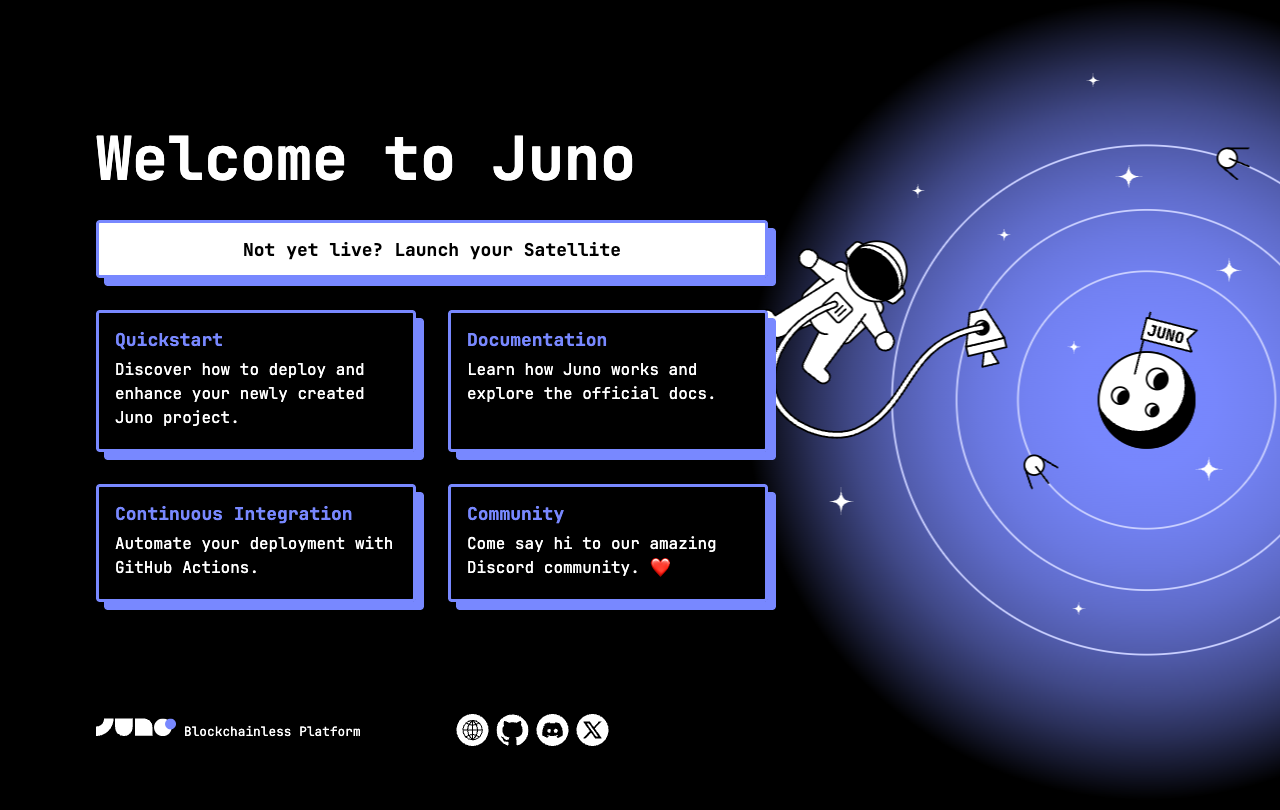 Welcome to Juno
Not yet live? Launch your Satellite
Quickstart
Discover how to deploy and
enhance your newly created
Juno project.
Documentation
Learn how Juno works and
explore the official docs.
Continuous Integration
Automate your deployment with
GitHub Actions.
Community
Come say hi to our amazing
Discord community. ❤️
JUNO
JUNO Blockchainless Platform